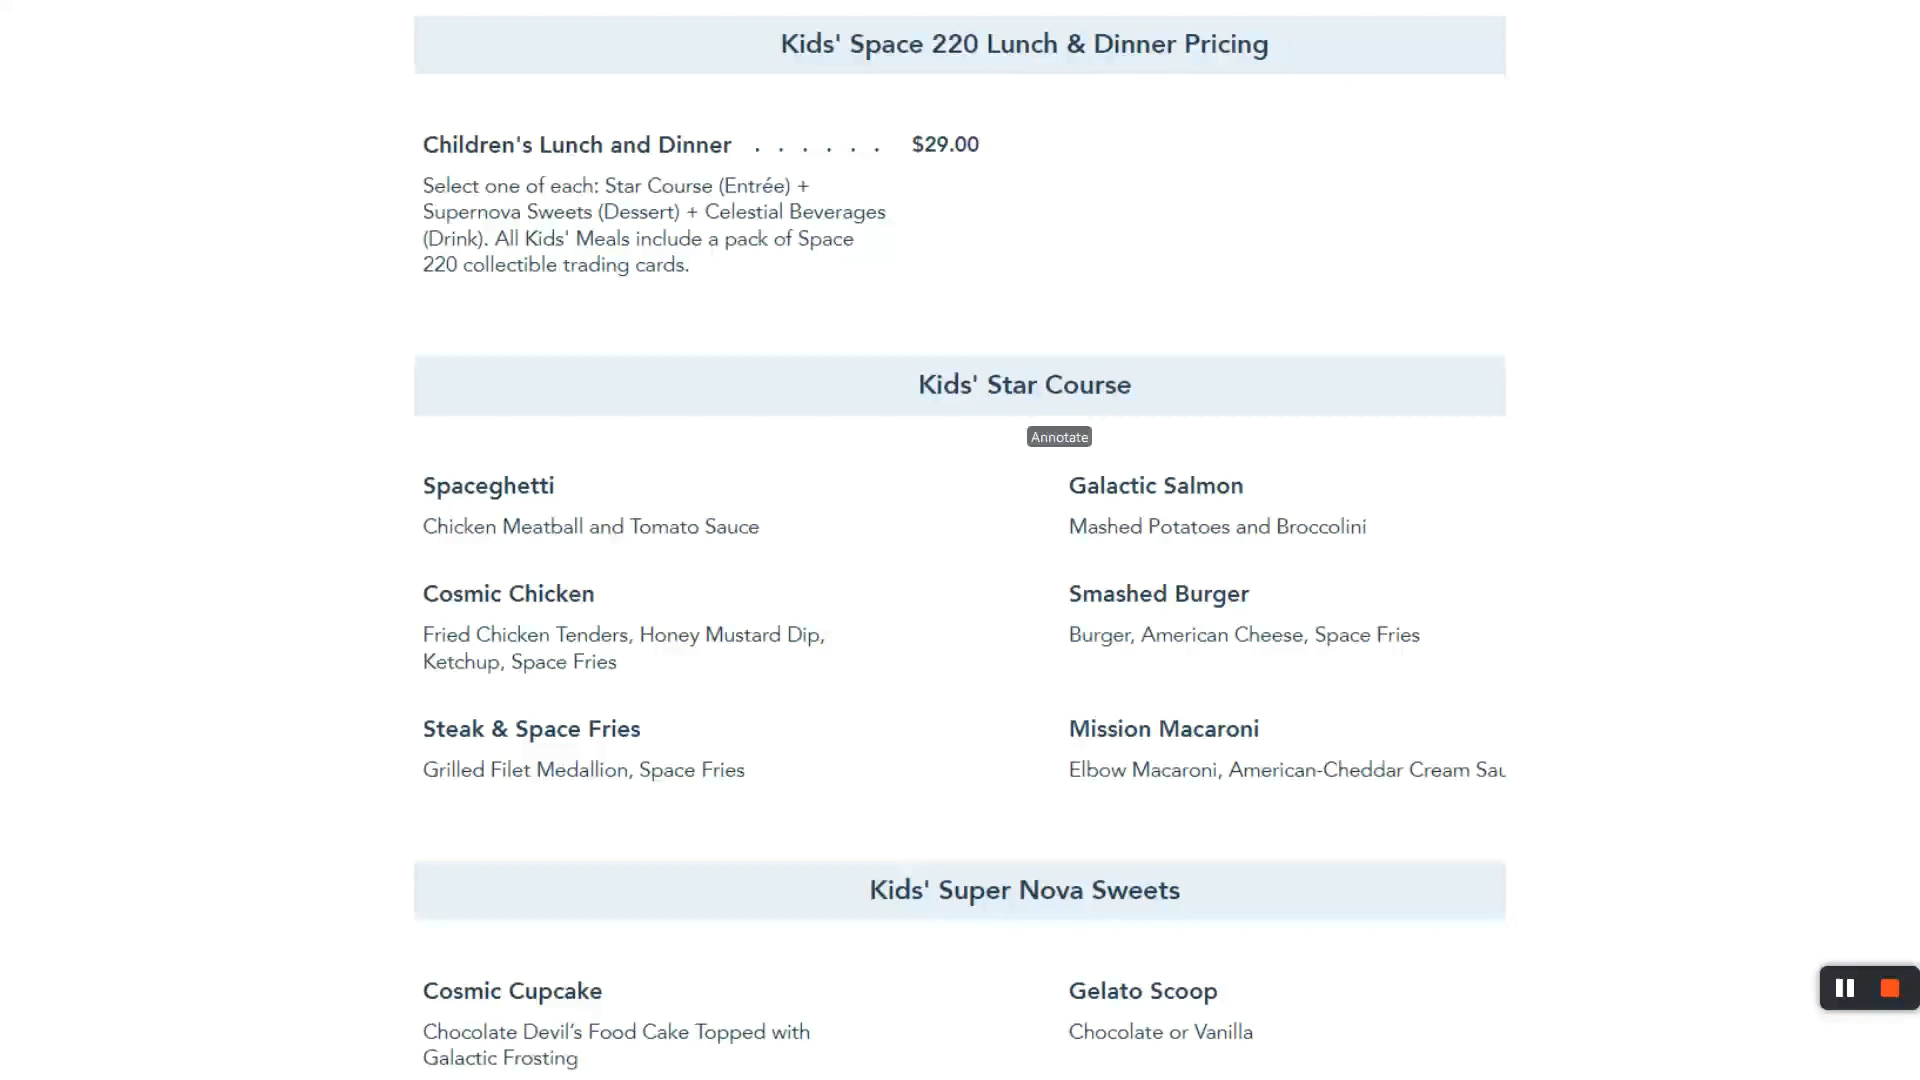 Kids' Space 220 Lunch & Dinner Pricing
Children's Lunch and Dinner . . . . . . $29.00
Select one of each: Star Course (Entrée) +
Supernova Sweets (Dessert) + Celestial Beverages
(Drink). All Kids' Meals include a pack of Space
220 collectible trading cards.
Kids' Star Course
Annotate
Spaceghetti
Chicken Meatball and Tomato Sauce
Galactic Salmon
Mashed Potatoes and Broccolini
Cosmic Chicken
Fried Chicken Tenders, Honey Mustard Dip,
Ketchup, Space Fries
Smashed Burger
Burger, American Cheese, Space Fries
Steak & Space Fries
Grilled Filet Medallion, Space Fries
Mission Macaroni
Elbow Macaroni, American-Cheddar Cream Sau
Kids' Super Nova Sweets
Cosmic Cupcake
Chocolate Devil’s Food Cake Topped with
Galactic Frosting
Gelato Scoop
Chocolate or Vanilla